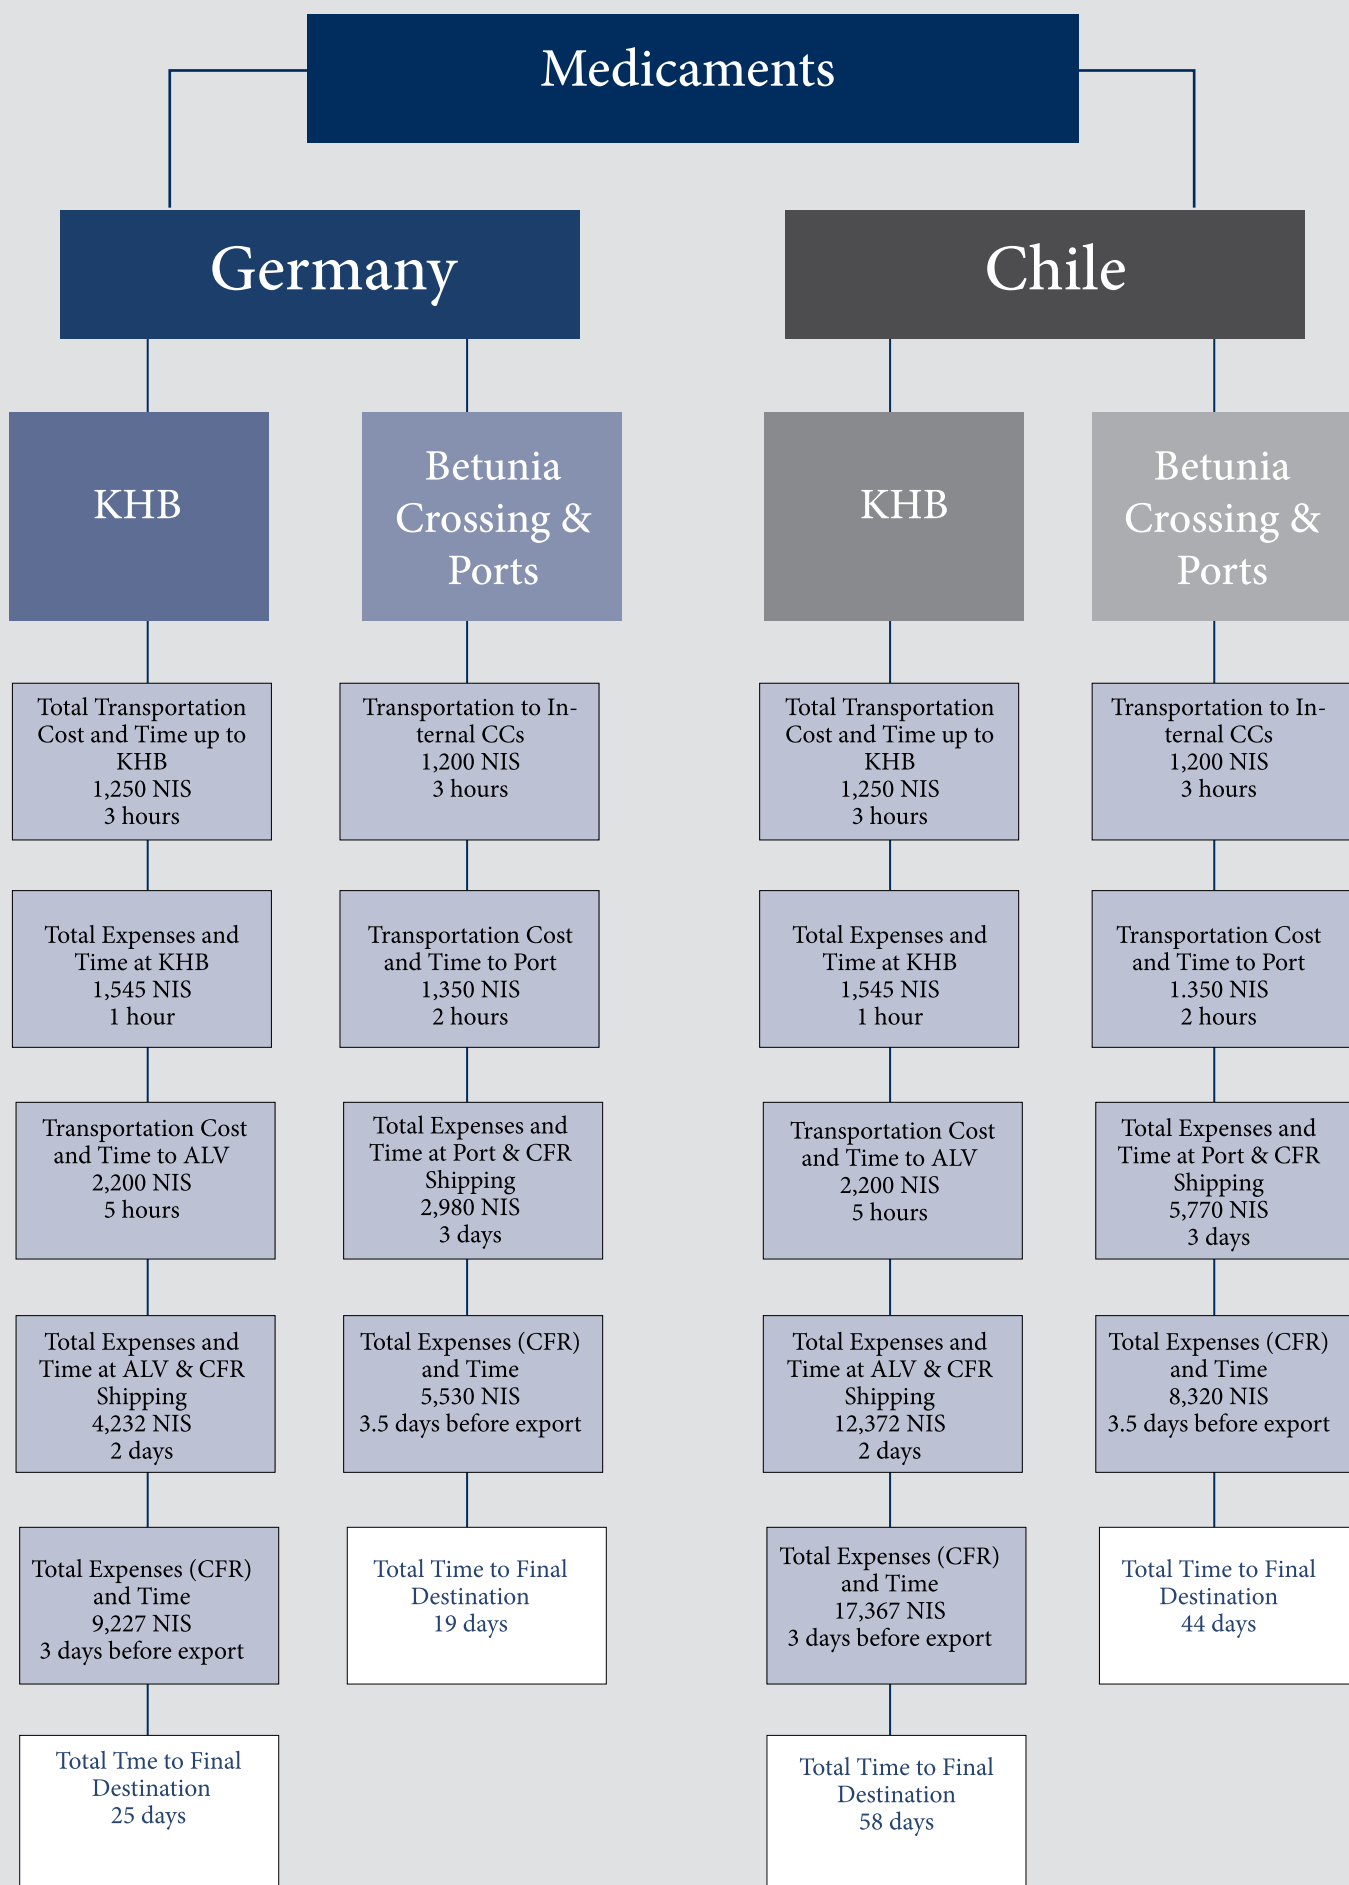 Medicaments
Germany
KHB
Total Transportation
Cost and Time up to
KHB
1,250 NIS
3 hours
Total Expenses and
Time at KHB
1,545 NIS
1 hour
Transportation Cost
and Time to ALV
2,200 NIS
5 hours
Total Expenses and
Time at ALV & CFR
Shipping
4,232 NIS
2 days
Total Expenses (CFR)
and Time
9,227 NIS
3 days before export
Total Tme to Final
Destination
25 days
Betunia
Crossing &
Ports
Transportation to In-
ternal CCs
1,200 NIS
3 hours
Transportation Cost
and Time to Port
1,350 NIS
2 hours
Total Expenses and
Time at Port & CFR
Shipping
2,980 NIS
3 days
Total Expenses (CFR)
and Time
5,530 NIS
3.5 days before export
Total Time to Final
Destination
19 days
Chile
KHB
Total Transportation
Cost and Time up to
KHB
1,250 NIS
3 hours
Total Expenses and
Time at KHB
1,545 NIS
1 hour
Transportation Cost
and Time to ALV
2,200 NIS
5 hours
Total Expenses and
Time at ALV & CFR
Shipping
12,372 NIS
2 days
Total Expenses (CFR)
and Time
17,367 NIS
3 days before export
Total Time to Final
Destination
58 days
Betunia
Crossing &
Ports
Transportation to In-
ternal CCs
1,200 NIS
3 hours
Transportation Cost
and Time to Port
1.350 NIS
2 hours
Total Expenses and
Time at Port & CFR
Shipping
5,770 NIS
3 days
Total Expenses (CFR)
and Time
8,320 NIS
3.5 days before export
Total Time to Final
Destination
44 days